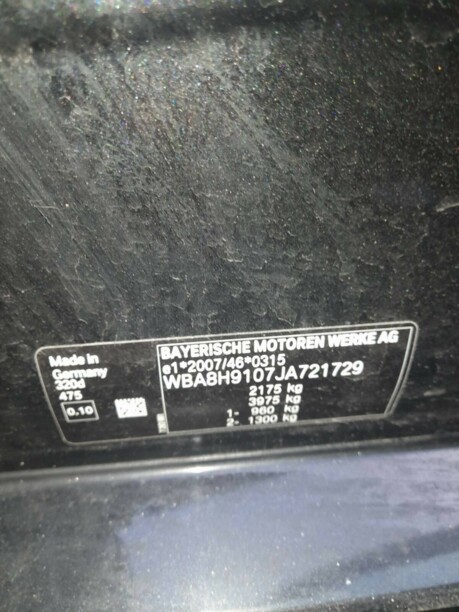 Made in
Germany
320d
475
0.10
BAYERISCHE MOTOREN WERKE AG
e1*2007/46*0315
WBA8H9107JA721729
2175 kg
3975 kg
1- 960 kg
2- 1300 kg